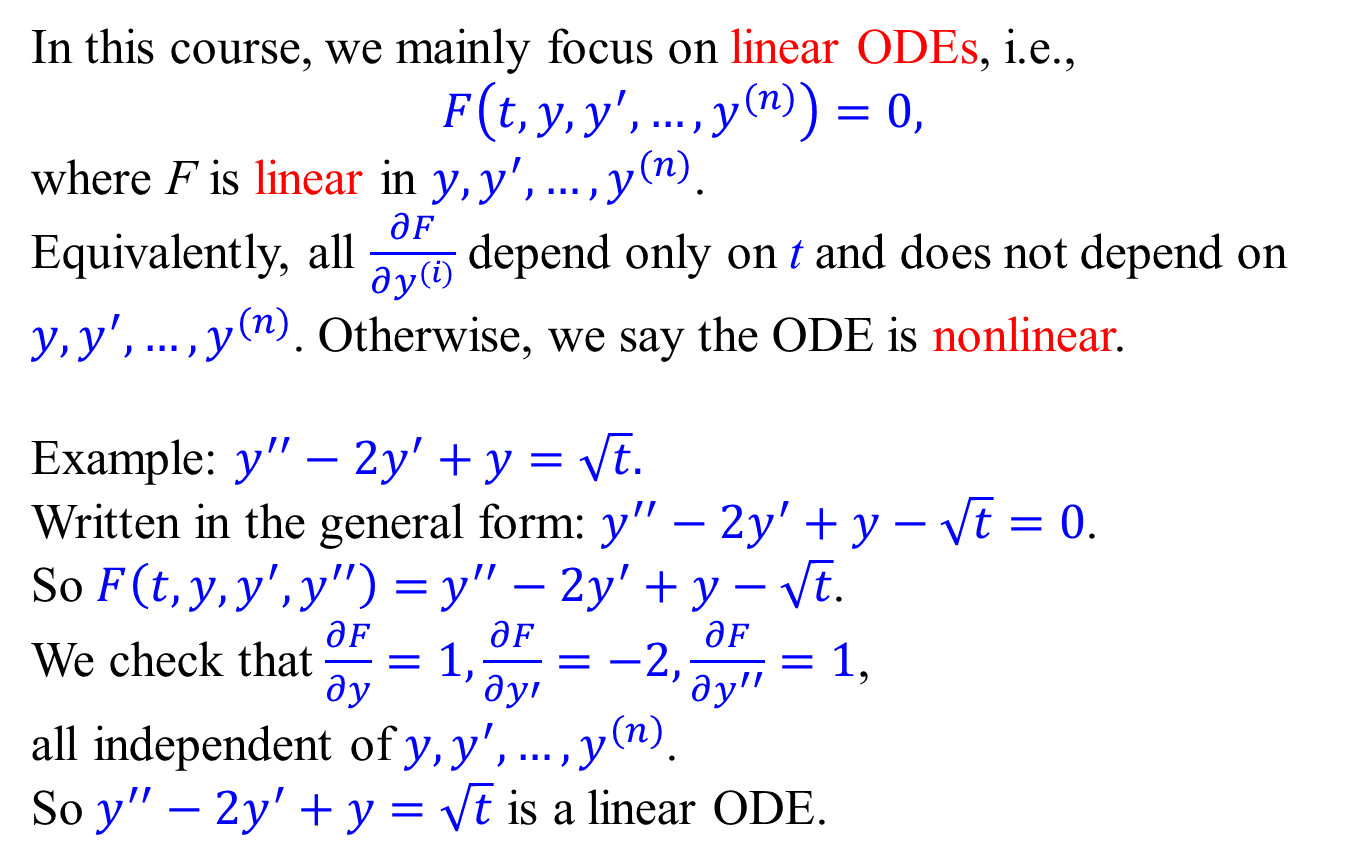 In this course, we mainly focus on linear ODEs, i.e.,
F(t, y, y′, …, y⁽ⁿ⁾) = 0,
where F is linear in y, y′, …, y⁽ⁿ⁾.
Equivalently, all ∂F/∂y⁽ⁱ⁾ depend only on t and does not depend on
y, y′, …, y⁽ⁿ⁾. Otherwise, we say the ODE is nonlinear.
Example: y′′ − 2y′ + y = √t.
Written in the general form: y′′ − 2y′ + y − √t = 0.
So F(t, y, y′, y′′) = y′′ − 2y′ + y − √t.
We check that ∂F/∂y = 1, ∂F/∂y′ = −2, ∂F/∂y′′ = 1,
all independent of y, y′, …, y⁽ⁿ⁾.
So y′′ − 2y′ + y = √t is a linear ODE.